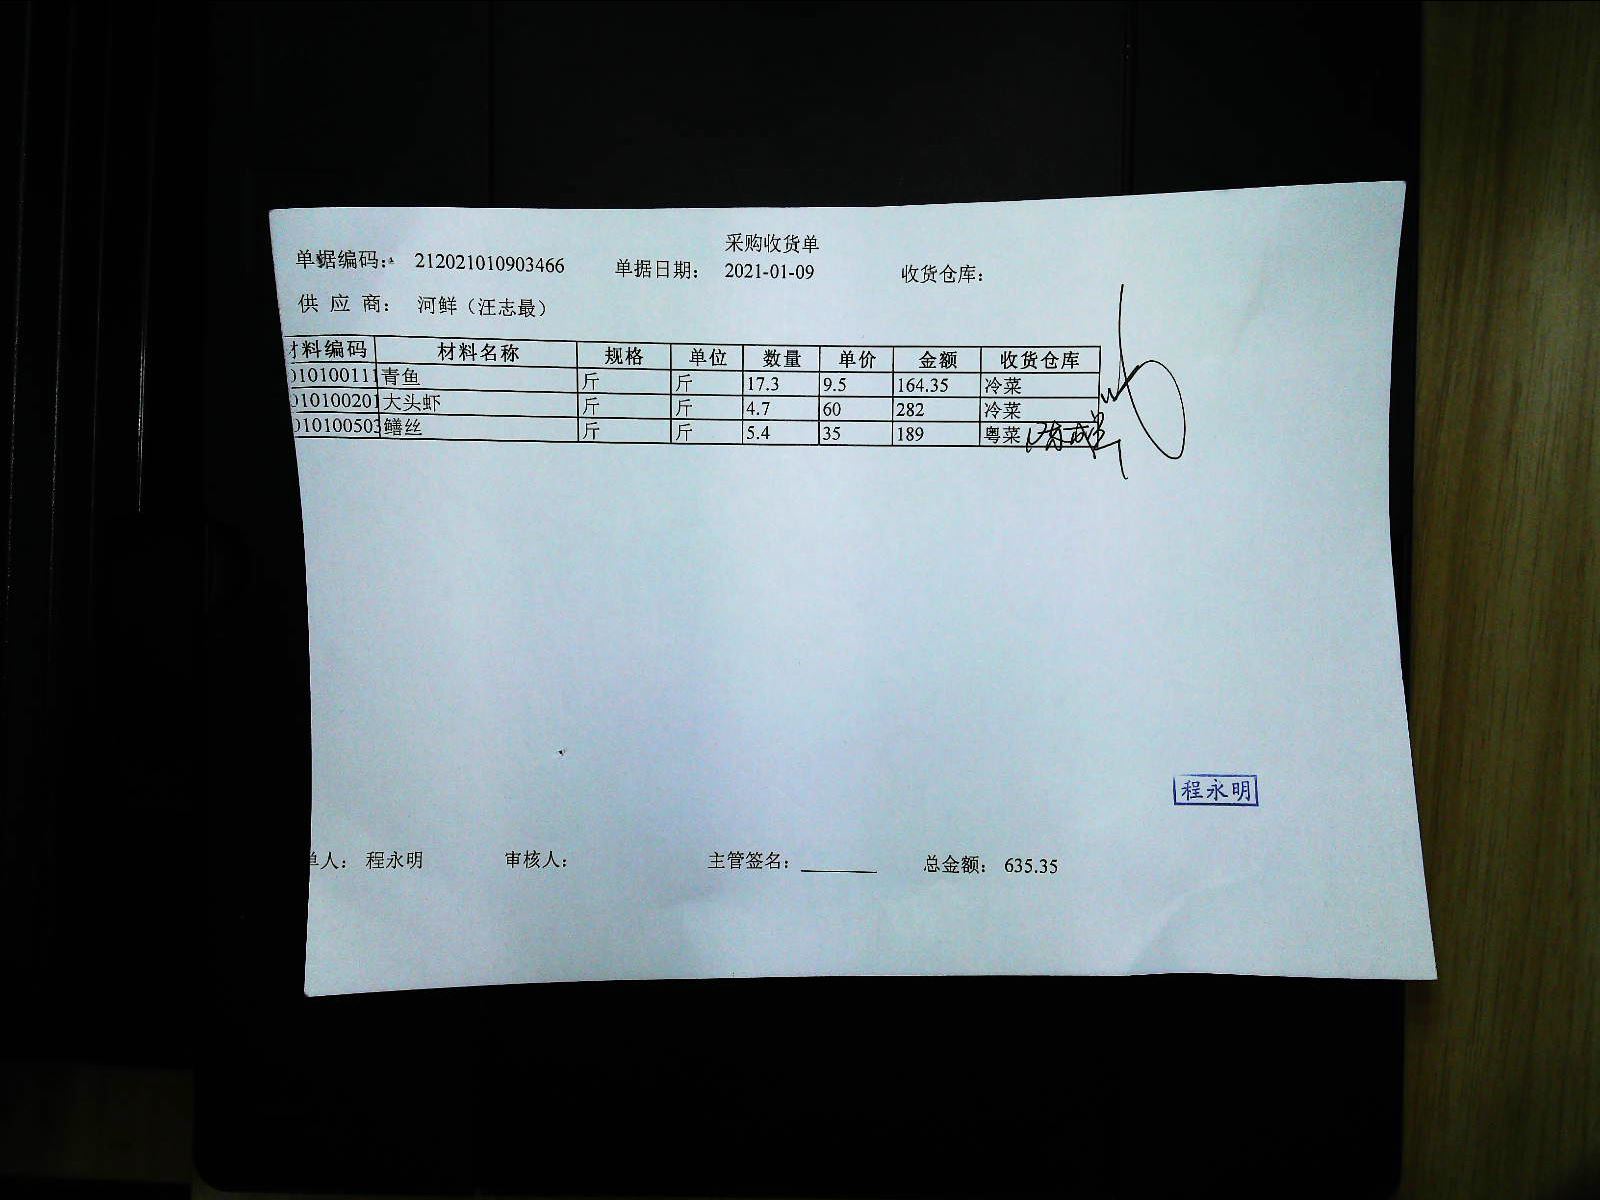 采购收货单
单据编码： 212021010903466 单据日期： 2021-01-09 收货仓库：
供 应 商： 河鲜（汪志最）
材料编码 材料名称 规格 单位 数量 单价 金额 收货仓库
010100111 青鱼 斤 斤 17.3 9.5 164.35 冷菜
010100201 大头虾 斤 斤 4.7 60 282 冷菜
010100503 鳝丝 斤 斤 5.4 35 189 粤菜
程永明
单人： 程永明 审核人： 主管签名： 总金额： 635.35